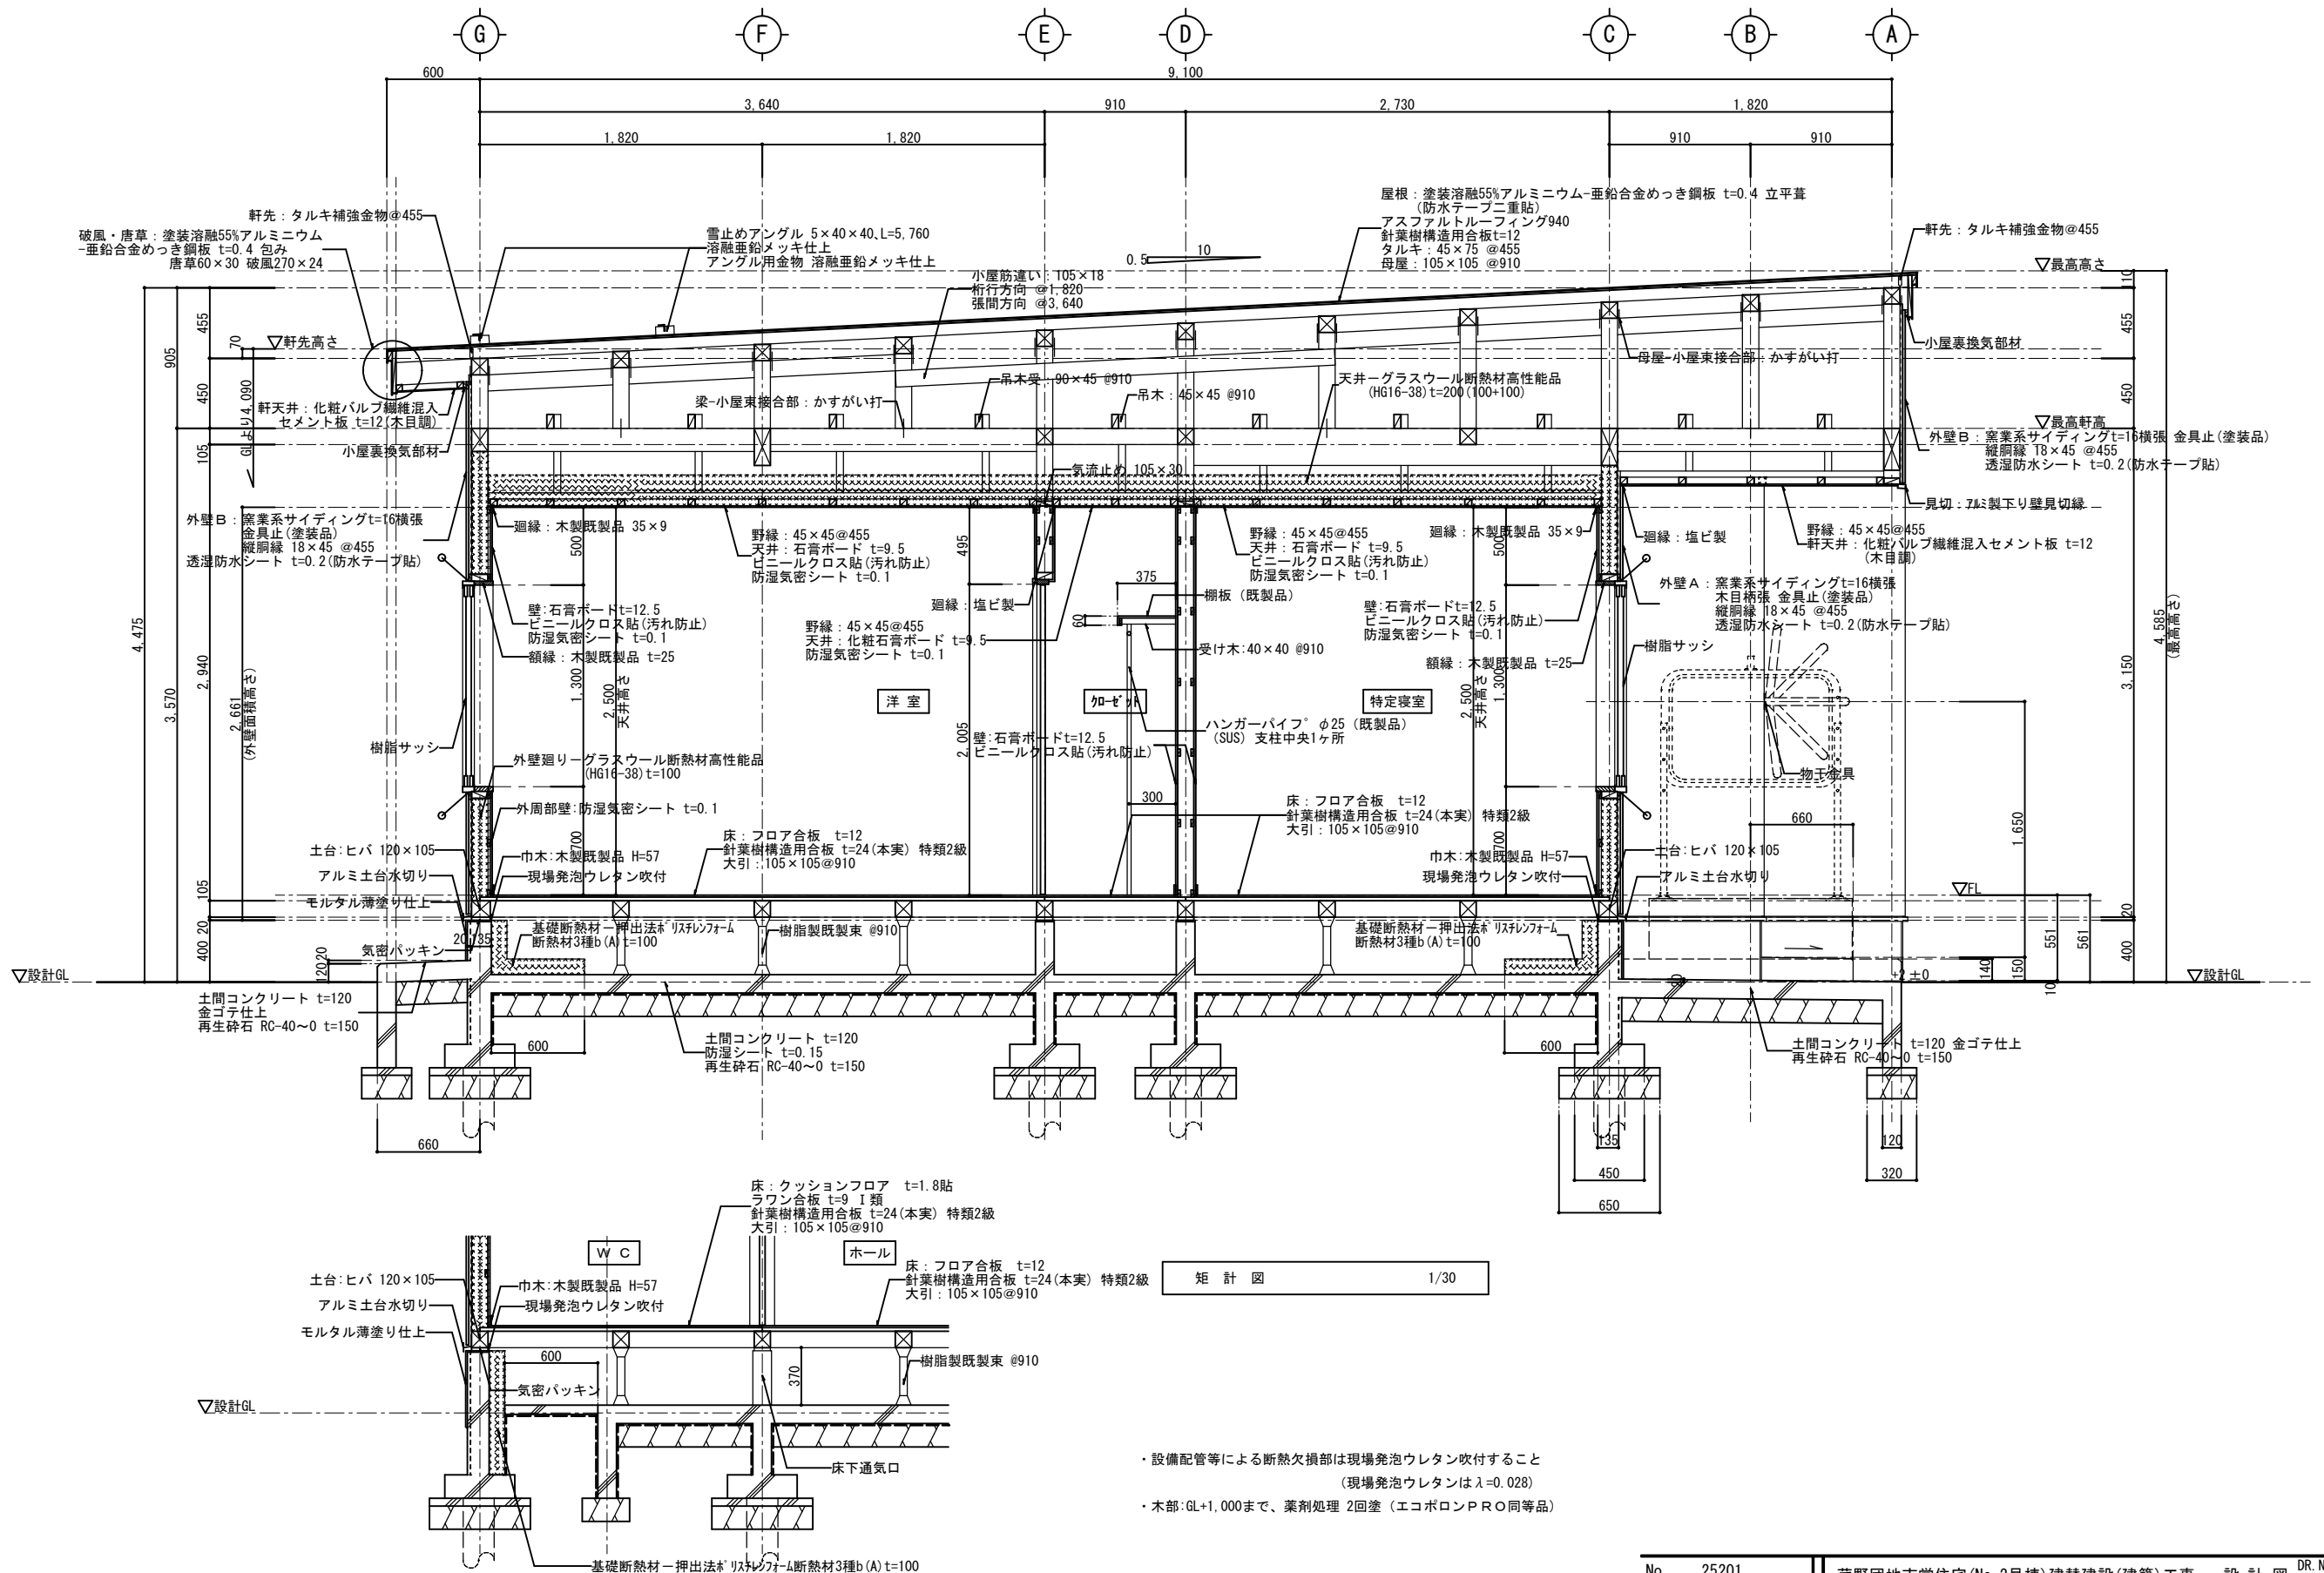 G
F
E
D
C
B
A
600
9,100
3,640
910
2,730
1,820
1,820
1,820
910
910
軒先：タルキ補強金物@455
破風・唐草：塗装溶融55%アルミニウム
-亜鉛合金めっき鋼板 t=0.4 包み
唐草60×30 破風270×24
雪止めアングル 5×40×40､L=5,760
溶融亜鉛メッキ仕上
アングル用金物 溶融亜鉛メッキ仕上
小屋筋違い：105×18
桁行方向 @1,820
張間方向 @3,640
0.5
10
屋根：塗装溶融55%アルミニウム-亜鉛合金めっき鋼板 t=0.4 立平葺
(防水テープ二重貼)
アスファルトルーフィング940
針葉樹構造用合板t=12
タルキ：45×75 @455
母屋：105×105 @910
軒先：タルキ補強金物@455
▽最高高さ
▽軒先高さ
小屋裏換気部材
母屋-小屋束接合部：かすがい打
吊木受：90×45 @910
天井－グラスウール断熱材高性能品
(HG16-38)t=200(100+100)
梁-小屋束接合部：かすがい打
吊木：45×45 @910
軒天井：化粧パルプ繊維混入
セメント板 t=12(木目調)
小屋裏換気部材
▽最高軒高
外壁Ｂ：窯業系サイディングt=16横張 金具止(塗装品)
縦胴縁 18×45 @455
透湿防水シート t=0.2(防水テープ貼)
気流止め 105×30
見切：ｱﾙﾐ製下り壁見切縁
外壁Ｂ：窯業系サイディングt=16横張
金具止(塗装品)
縦胴縁 18×45 @455
透湿防水シート t=0.2(防水テープ貼)
廻縁：木製既製品 35×9
野縁：45×45@455
天井：石膏ボード t=9.5
ビニールクロス貼(汚れ防止)
防湿気密シート t=0.1
野縁：45×45@455
天井：石膏ボード t=9.5
ビニールクロス貼(汚れ防止)
防湿気密シート t=0.1
廻縁：木製既製品 35×9
廻縁：塩ビ製
野縁：45×45@455
軒天井：化粧パルプ繊維混入セメント板 t=12
(木目調)
外壁Ａ：窯業系サイディングt=16横張
木目柄張 金具止(塗装品)
縦胴縁 18×45 @455
透湿防水シート t=0.2(防水テープ貼)
壁:石膏ボードt=12.5
ビニールクロス貼(汚れ防止)
防湿気密シート t=0.1
額縁：木製既製品 t=25
廻縁：塩ビ製
野縁：45×45@455
天井：化粧石膏ボード t=9.5
防湿気密シート t=0.1
375
60
棚板（既製品）
受け木:40×40 @910
壁:石膏ボードt=12.5
ビニールクロス貼(汚れ防止)
防湿気密シート t=0.1
額縁：木製既製品 t=25
樹脂サッシ
洋 室
ｸﾛｰｾﾞｯﾄ
特定寝室
ハンガーパイプ φ25（既製品）
（SUS）支柱中央1ヶ所
壁:石膏ボードt=12.5
ビニールクロス貼(汚れ防止)
樹脂サッシ
外壁廻り－グラスウール断熱材高性能品
(HG16-38)t=100
外周部壁:防湿気密シート t=0.1
物干金具
300
660
床：フロア合板 t=12
針葉樹構造用合板 t=24(本実) 特類2級
大引：105×105@910
床：フロア合板 t=12
針葉樹構造用合板 t=24(本実) 特類2級
大引：105×105@910
土台:ヒバ 120×105
アルミ土台水切り
モルタル薄塗り仕上
気密パッキン
巾木:木製既製品 H=57
現場発泡ウレタン吹付
巾木:木製既製品 H=57
現場発泡ウレタン吹付
土台:ヒバ 120×105
アルミ土台水切り
▽FL
基礎断熱材－押出法ﾎﾟﾘｽﾁﾚﾝﾌｫｰﾑ
断熱材3種b(A)t=100
樹脂製既製束 @910
基礎断熱材－押出法ﾎﾟﾘｽﾁﾚﾝﾌｫｰﾑ
断熱材3種b(A)t=100
▽設計GL
▽設計GL
土間コンクリート t=120
金ゴテ仕上
再生砕石 RC-40～0 t=150
土間コンクリート t=120
防湿シート t=0.15
再生砕石 RC-40～0 t=150
土間コンクリート t=120 金ゴテ仕上
再生砕石 RC-40～0 t=150
4,475
905
3,570
455
450
105
2,940
105
20
400
70
GLより4,090
2,661
(外壁面積高さ)
120
20
20
135
500
1,300
700
2,500
天井高さ
495
2,005
500
1,300
700
2,500
天井高さ
10
455
450
3,150
20
400
4,585
(最高高さ)
1,650
551
561
140
150
10
+2
±0
600
600
660
135
450
650
120
320
床：クッションフロア t=1.8貼
ラワン合板 t=9 Ⅰ類
針葉樹構造用合板 t=24(本実) 特類2級
大引：105×105@910
Ｗ Ｃ
ホール
床：フロア合板 t=12
針葉樹構造用合板 t=24(本実) 特類2級
大引：105×105@910
矩 計 図 1/30
土台:ヒバ 120×105
アルミ土台水切り
モルタル薄塗り仕上
巾木:木製既製品 H=57
現場発泡ウレタン吹付
600
370
樹脂製既製束 @910
気密パッキン
▽設計GL
床下通気口
基礎断熱材－押出法ﾎﾟﾘｽﾁﾚﾝﾌｫｰﾑ断熱材3種b(A)t=100
・設備配管等による断熱欠損部は現場発泡ウレタン吹付すること
(現場発泡ウレタンはλ=0.028)
・木部:GL+1,000まで、薬剤処理 2回塗（エコボロンＰＲＯ同等品）
No 25201
DR.N